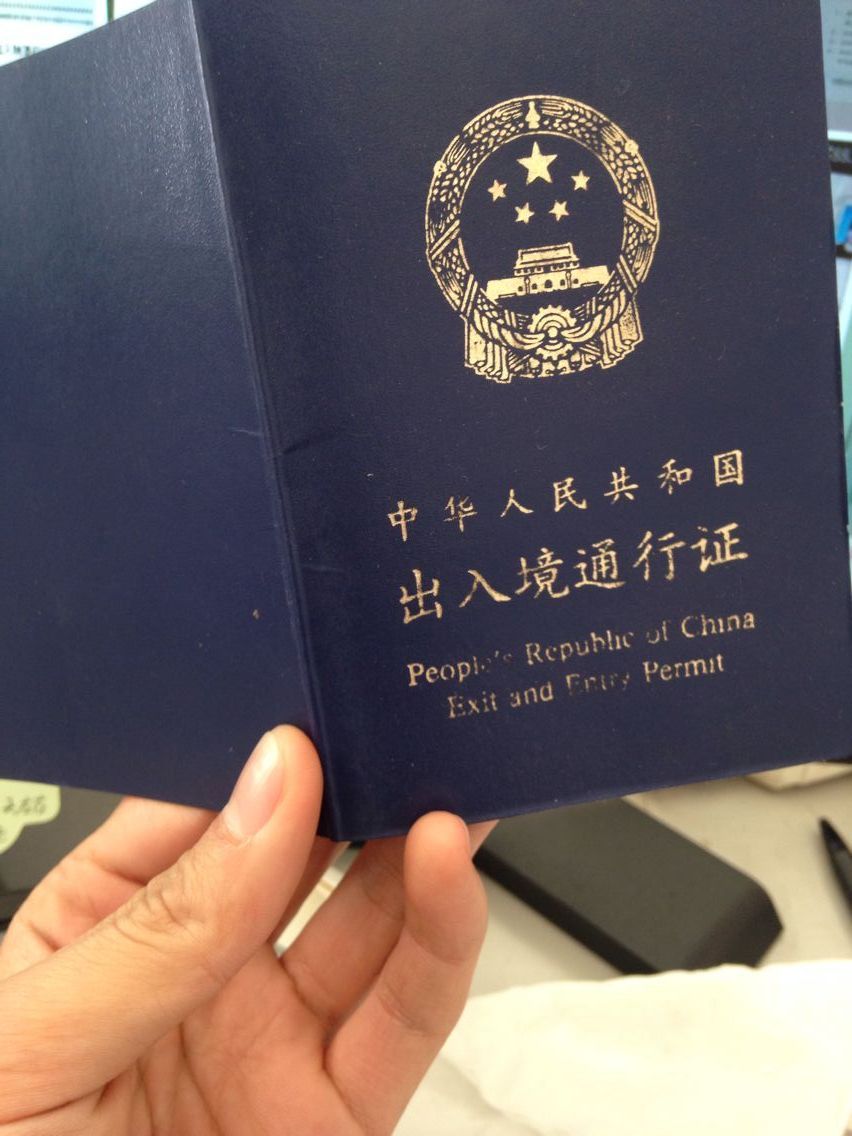 中华人民共和国
出入境通行证
People's Republic of China
Exit and Entry Permit